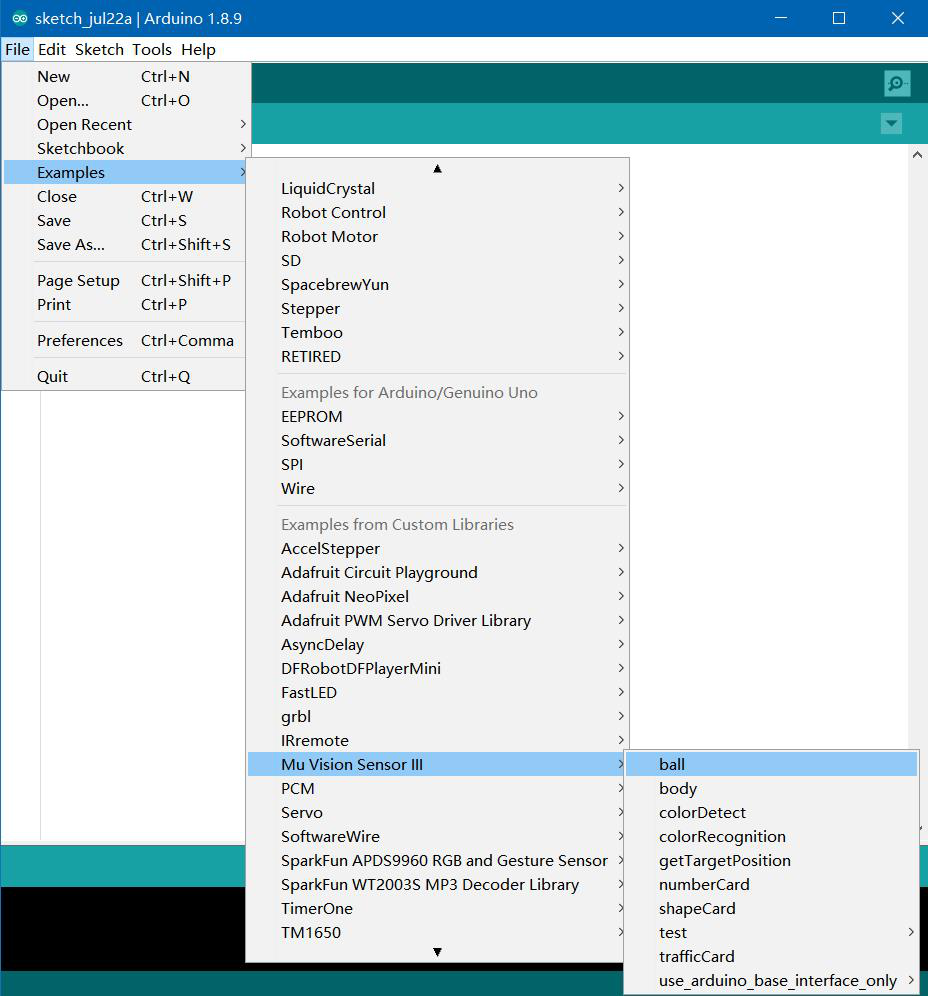 sketch_jul22a | Arduino 1.8.9
File Edit Sketch Tools Help
New Ctrl+N
Open... Ctrl+O
Open Recent
Sketchbook
Examples
Close Ctrl+W
Save Ctrl+S
Save As... Ctrl+Shift+S
Page Setup Ctrl+Shift+P
Print Ctrl+P
Preferences Ctrl+Comma
Quit Ctrl+Q
LiquidCrystal
Robot Control
Robot Motor
SD
SpacebrewYun
Stepper
Temboo
RETIRED
Examples for Arduino/Genuino Uno
EEPROM
SoftwareSerial
SPI
Wire
Examples from Custom Libraries
AccelStepper
Adafruit Circuit Playground
Adafruit NeoPixel
Adafruit PWM Servo Driver Library
AsyncDelay
DFRobotDFPlayerMini
FastLED
grbl
IRremote
Mu Vision Sensor III
PCM
Servo
SoftwareWire
SparkFun APDS9960 RGB and Gesture Sensor
SparkFun WT2003S MP3 Decoder Library
TimerOne
TM1650
ball
body
colorDetect
colorRecognition
getTargetPosition
numberCard
shapeCard
test
trafficCard
use_arduino_base_interface_only